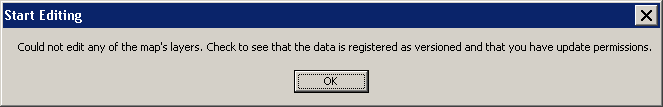 Start Editing
Could not edit any of the map's layers. Check to see that the data is registered as versioned and that you have update permissions.
OK